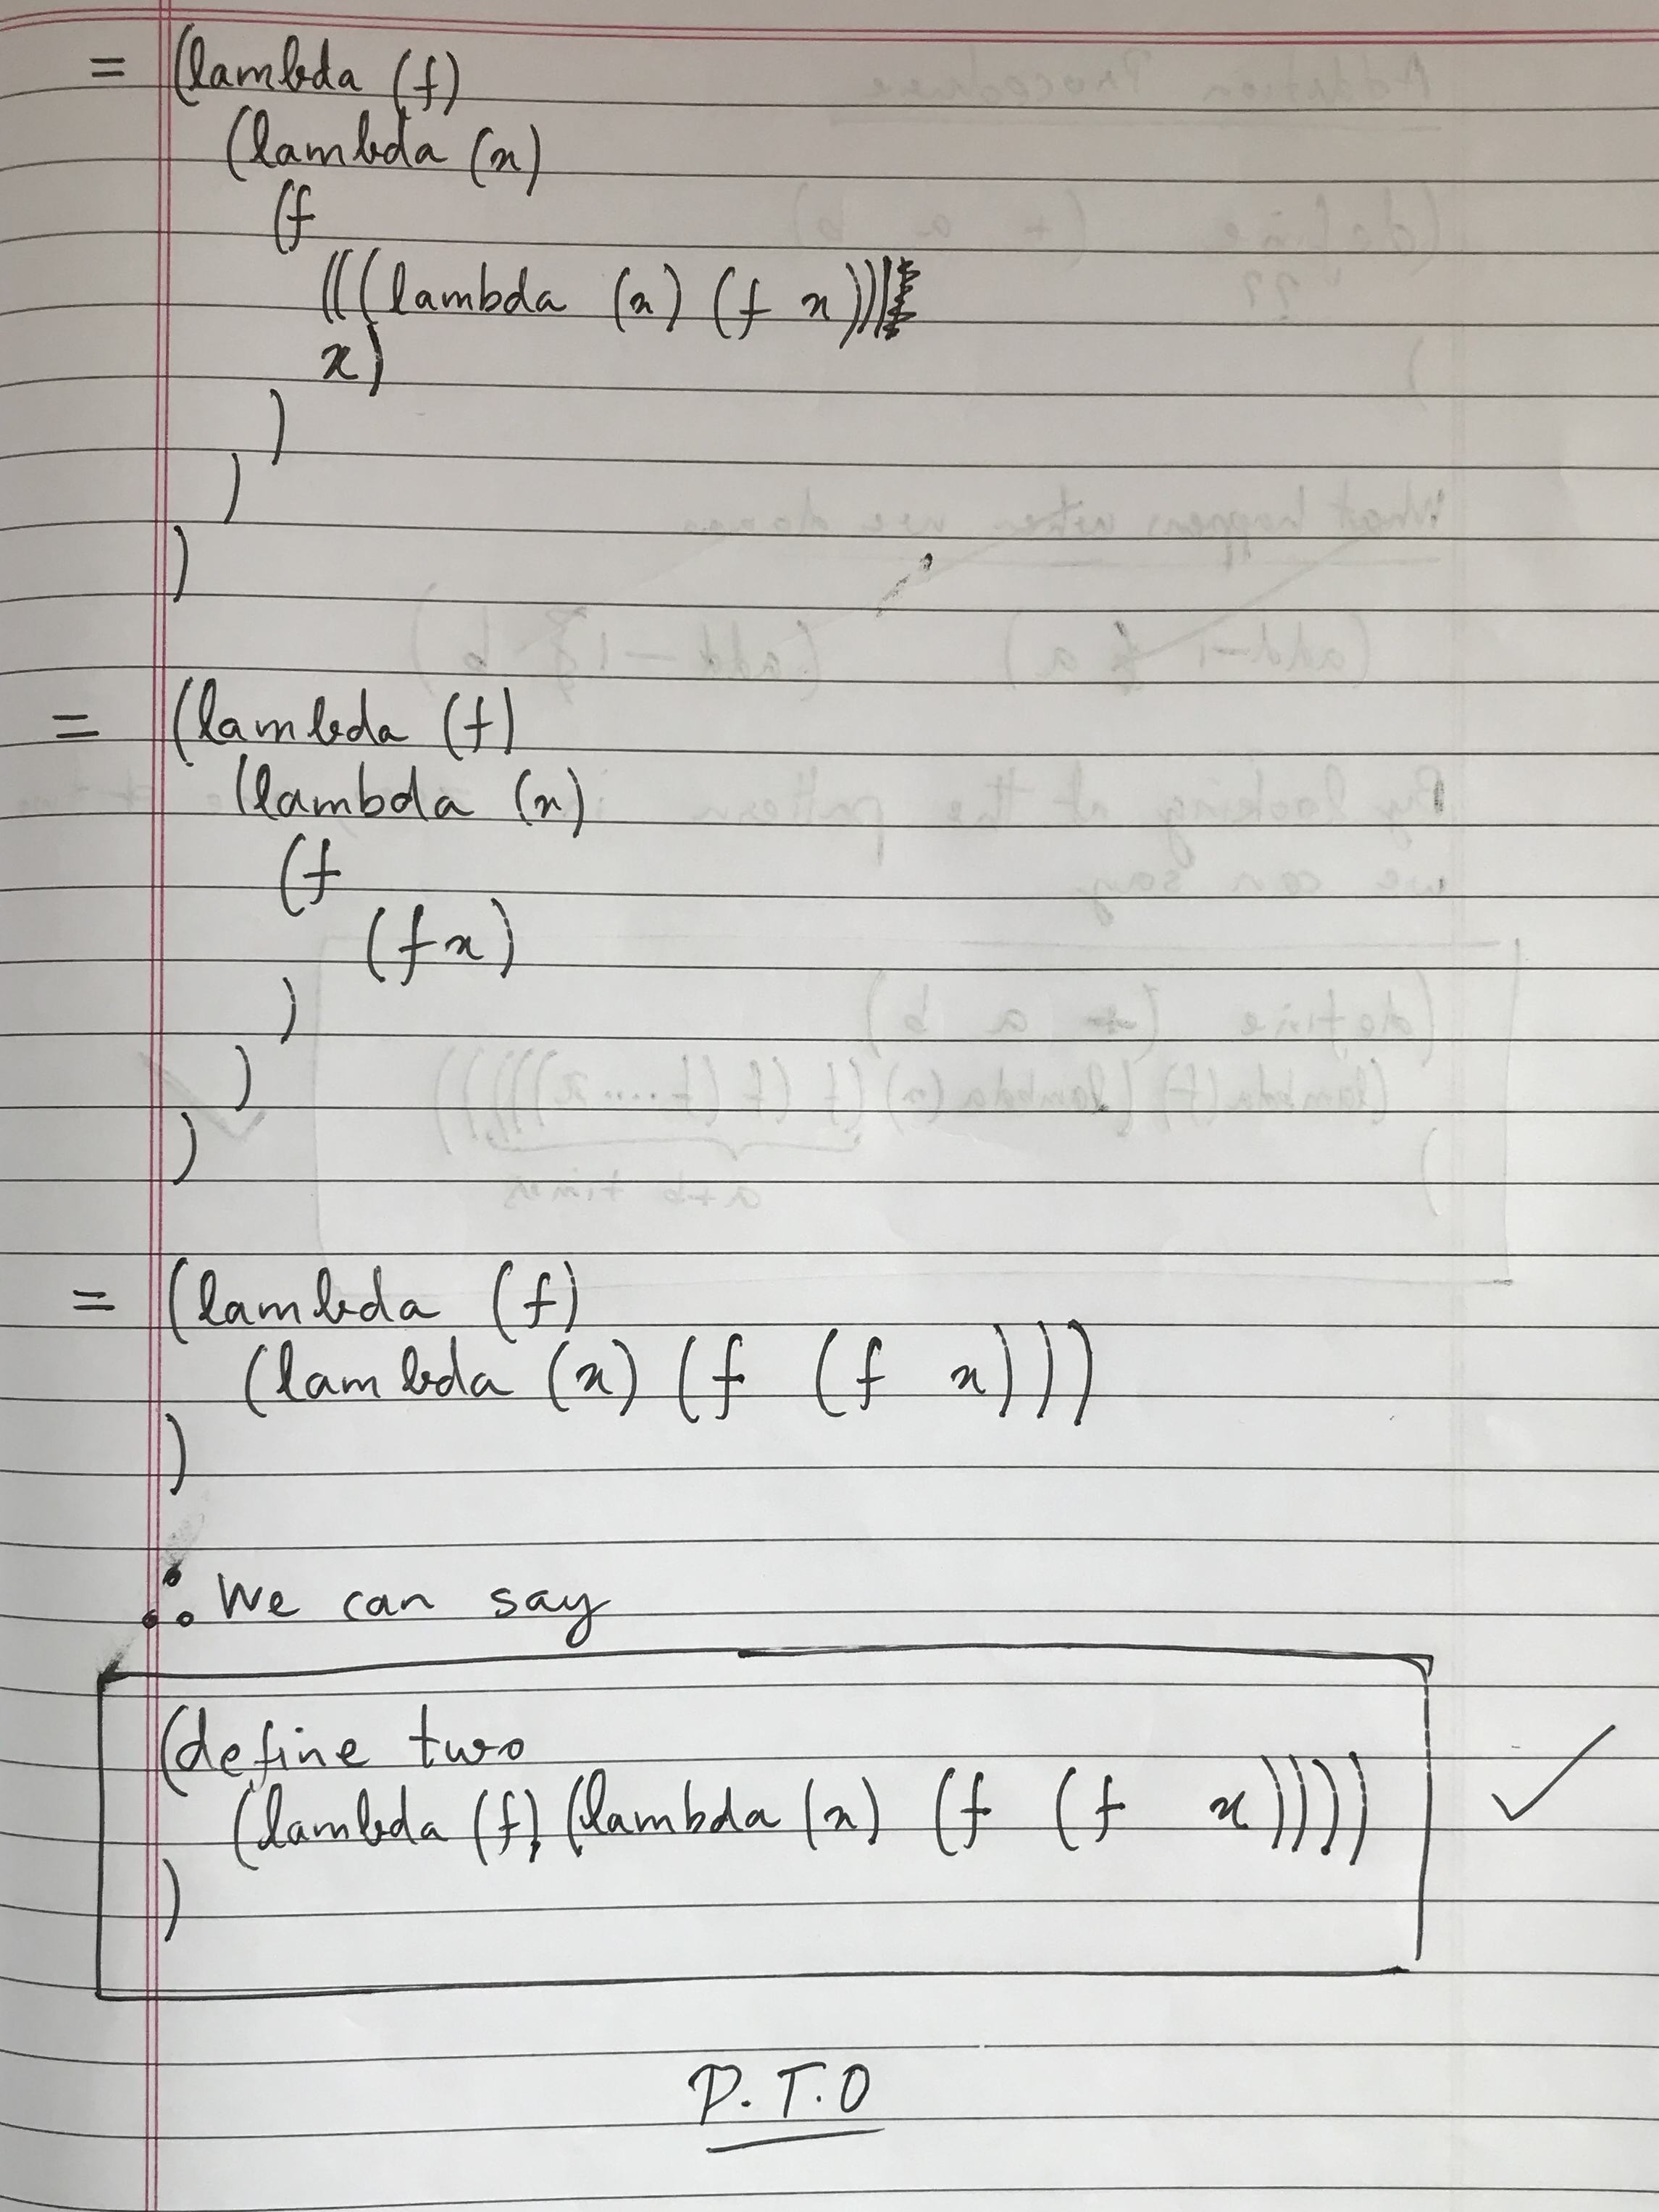 = (lambda (f)
(lambda (x)
(f
(((lambda (x) (f x)))
x)
)
)
)
= (lambda (f)
(lambda (x)
(f
(f x)
)
)
)
= (lambda (f)
(lambda (x) (f (f x)))
)
∴ We can say
(define two
(lambda (f) (lambda (x) (f (f x))))
)
P.T.O